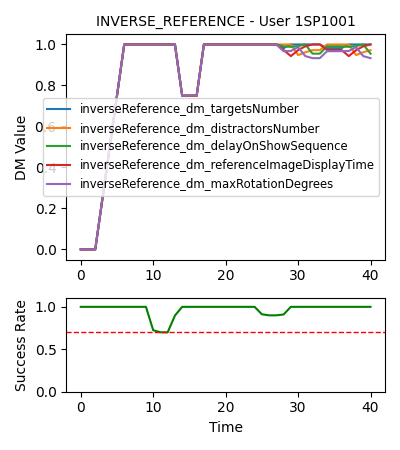 INVERSE_REFERENCE - User 1SP1001
DM Value
1.0
0.8
0.6
0.4
0.2
0.0
inverseReference_dm_targetsNumber
inverseReference_dm_distractorsNumber
inverseReference_dm_delayOnShowSequence
inverseReference_dm_referenceImageDisplayTime
inverseReference_dm_maxRotationDegrees
0 10 20 30 40
Success Rate
1.0
0.5
0.0
0 10 20 30 40
Time